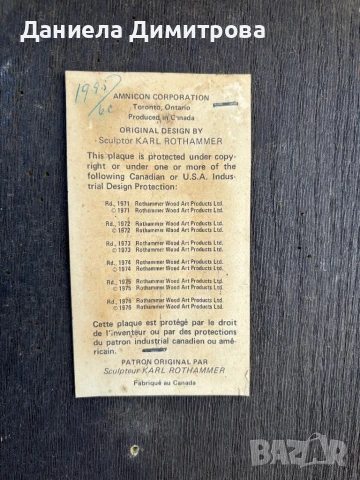 Даниела Димитрова
AMNICON CORPORATION
Toronto, Ontario
Produced in Canada
ORIGINAL DESIGN BY
Sculptor KARL ROTHAMMER
This plaque is protected under copy-
right or under one or more of the
following Canadian or U.S.A. Indus-
trial Design Protection:
Rd., 1971 Rothammer Wood Art Products Ltd.
© 1971 Rothammer Wood Art Products Ltd.
Rd., 1972 Rothammer Wood Art Products Ltd.
© 1972 Rothammer Wood Art Products Ltd.
Rd., 1973 Rothammer Wood Art Products Ltd.
© 1973 Rothammer Wood Art Products Ltd.
Rd., 1974 Rothammer Wood Art Products Ltd.
© 1974 Rothammer Wood Art Products Ltd.
Rd., 1975 Rothammer Wood Art Products Ltd.
© 1975 Rothammer Wood Art Products Ltd.
Rd., 1976 Rothammer Wood Art Products Ltd.
© 1976 Rothammer Wood Art Products Ltd.
Cette plaque est protégé par le droit
de l'inventeur ou par des protections
du patron industrial canadien ou amé-
ricain.
PATRON ORIGINAL PAR
Sculpteur KARL ROTHAMMER
Fabriqué au Canada
BAZAR